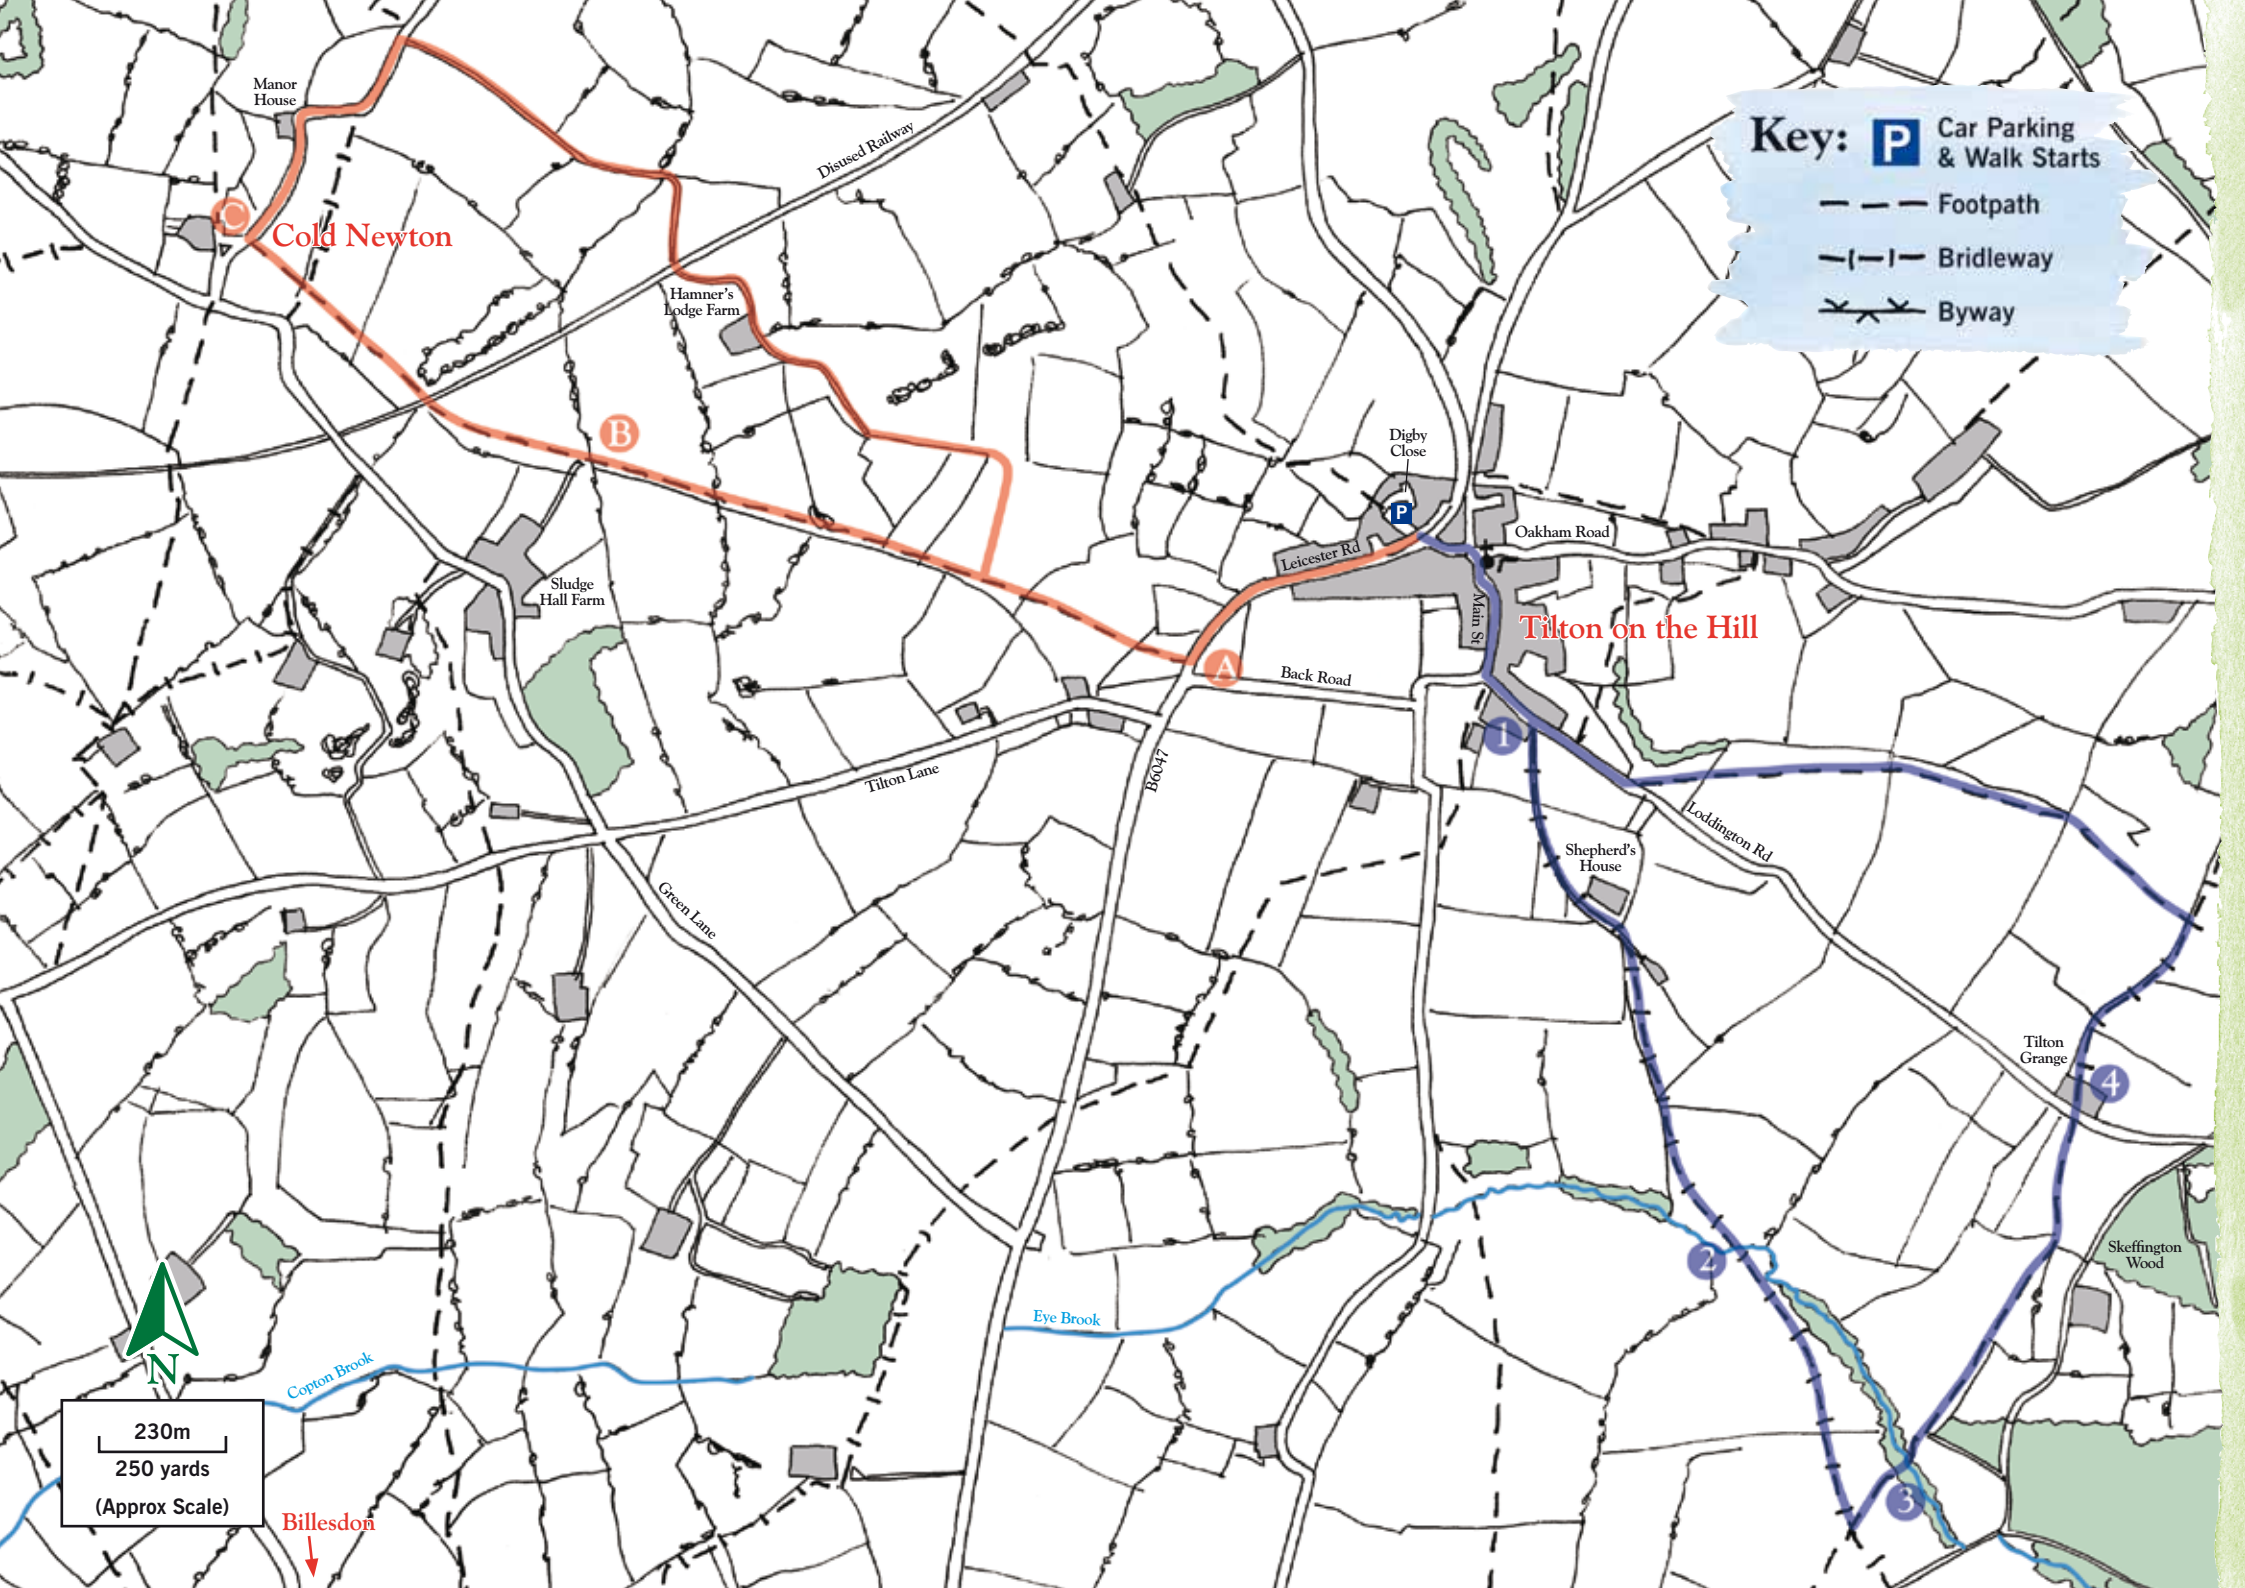 Manor
House
C
Cold Newton
Disused Railway
Key:
P
Car Parking
& Walk Starts
Footpath
Bridleway
Byway
Hamner's
Lodge Farm
B
Digby
Close
P
Leicester Rd
Oakham Road
Sludge
Hall Farm
Main St
Tilton on the Hill
A
Back Road
1
Tilton Lane
B6047
Loddington Rd
Shepherd's
House
Green Lane
Tilton
Grange
4
Skeffington
Wood
2
Eye Brook
Copton Brook
N
230m
250 yards
(Approx Scale)
3
Billesdon